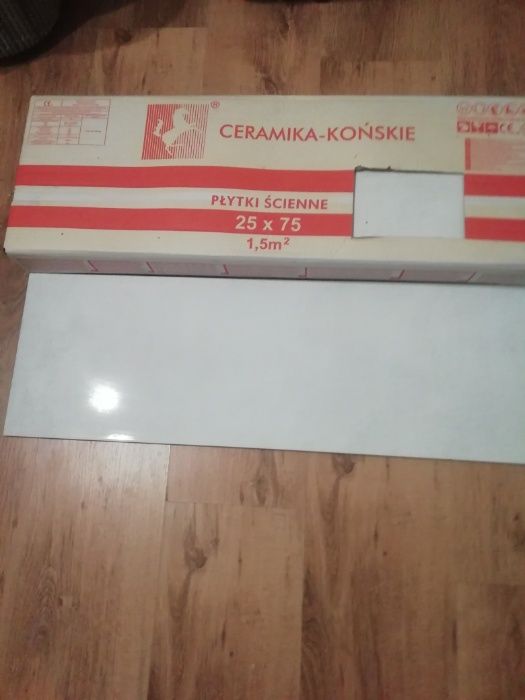 ®
CERAMIKA-KOŃSKIE
PŁYTKI ŚCIENNE
25 x 75
1,5m²